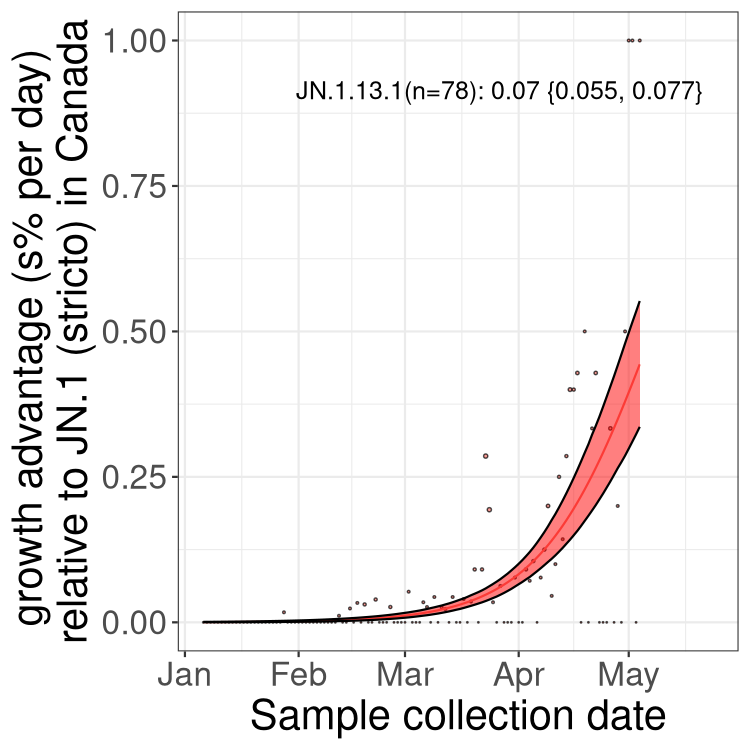 growth advantage (s% per day)
relative to JN.1 (stricto) in Canada
1.00
0.75
0.50
0.25
0.00
JN.1.13.1(n=78): 0.07 {0.055, 0.077}
Jan Feb Mar Apr May
Sample collection date